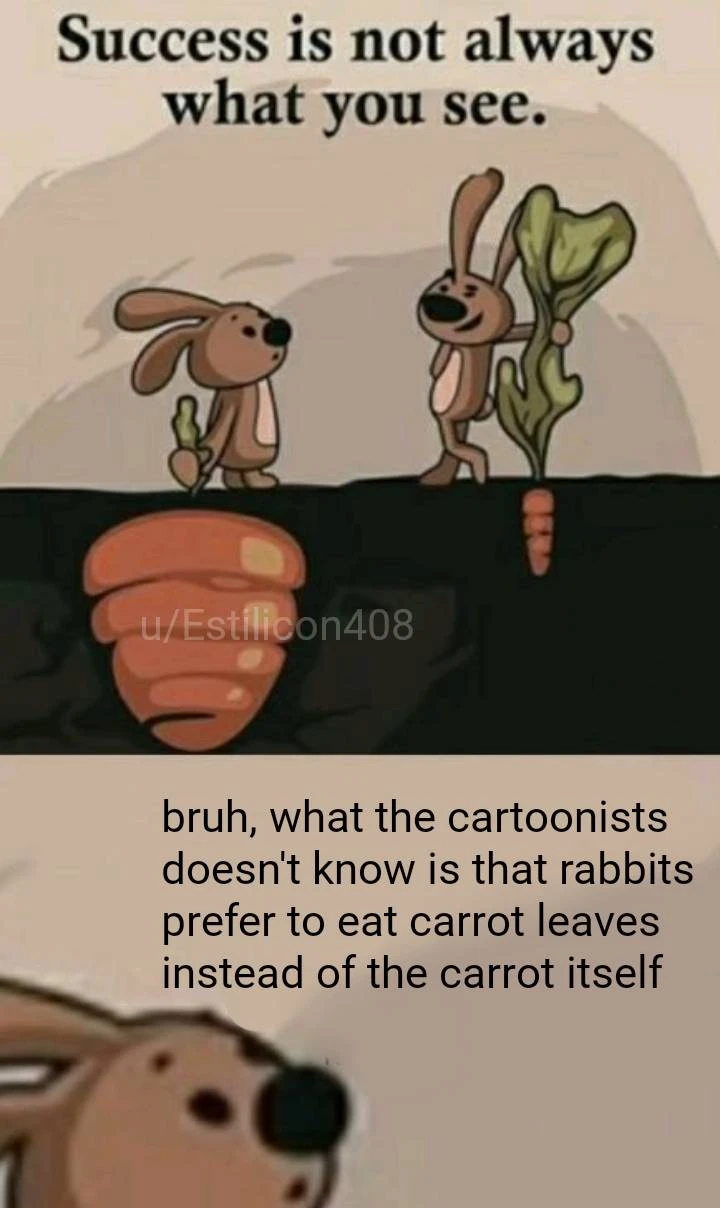 Success is not always
what you see.
u/Estilicon408
bruh, what the cartoonists
doesn't know is that rabbits
prefer to eat carrot leaves
instead of the carrot itself